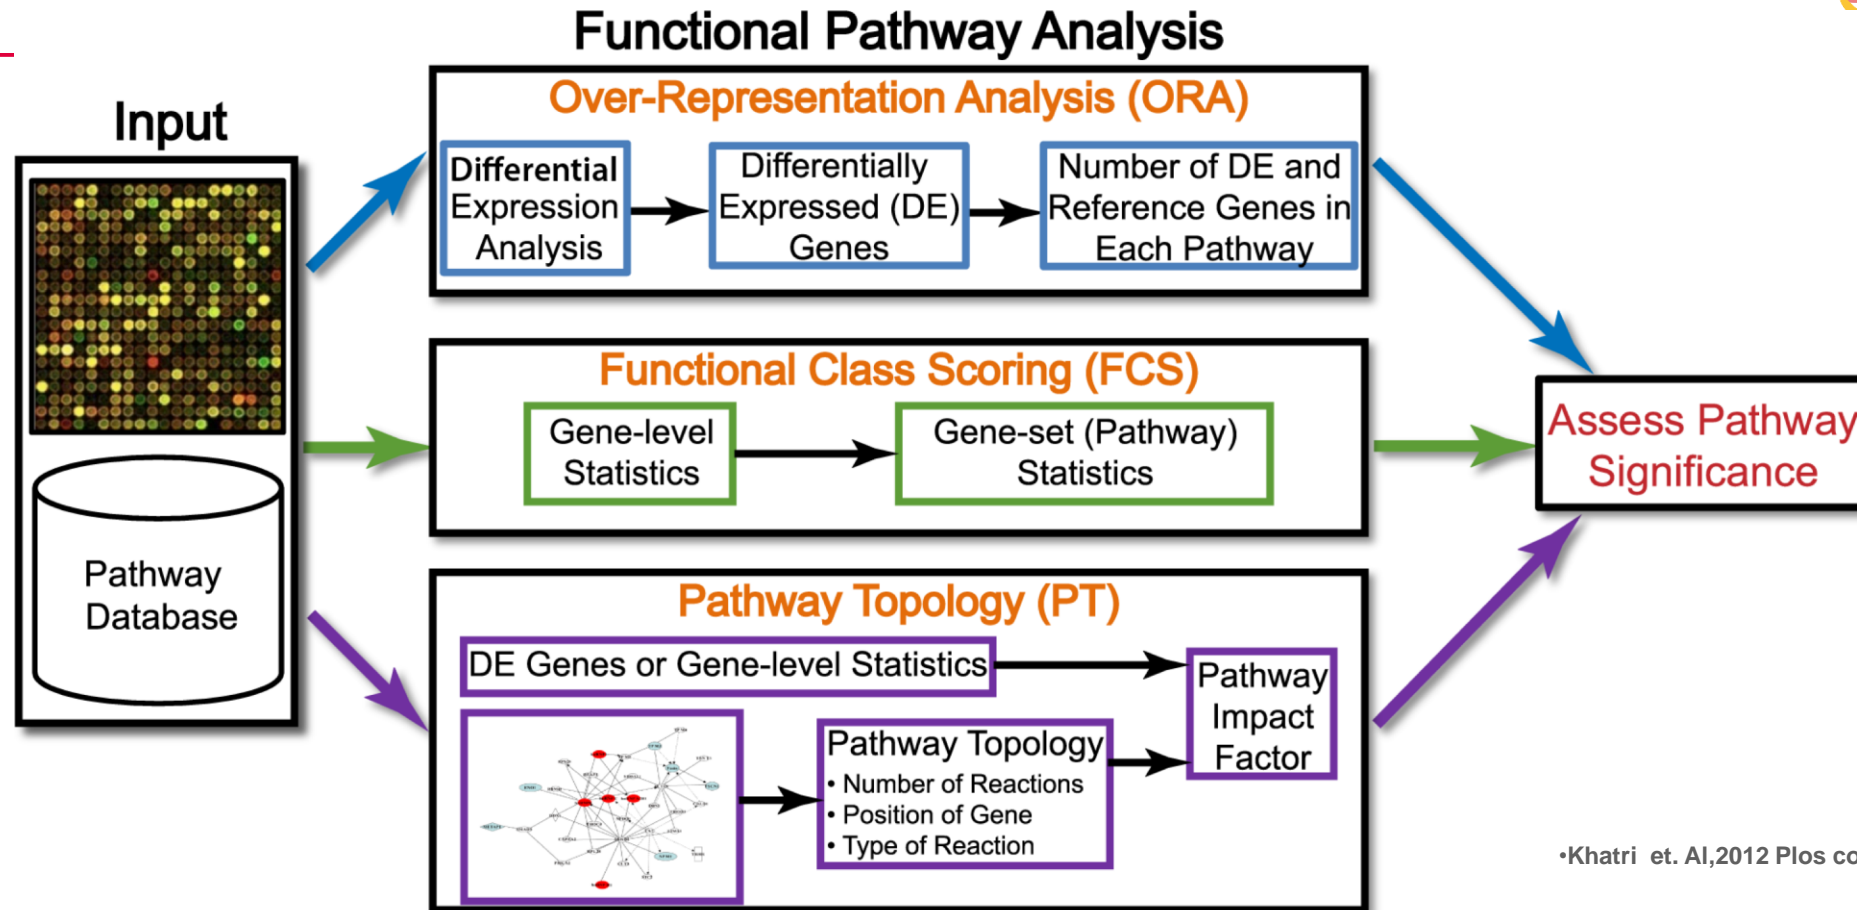 Functional Pathway Analysis
Input
Pathway
Database
Over-Representation Analysis (ORA)
Differential
Expression
Analysis
Differentially
Expressed (DE)
Genes
Number of DE and
Reference Genes in
Each Pathway
Functional Class Scoring (FCS)
Gene-level
Statistics
Gene-set (Pathway)
Statistics
Pathway Topology (PT)
DE Genes or Gene-level Statistics
Pathway Topology
• Number of Reactions
• Position of Gene
• Type of Reaction
Pathway
Impact
Factor
Assess Pathway
Significance
•Khatri et. Al,2012 Plos co